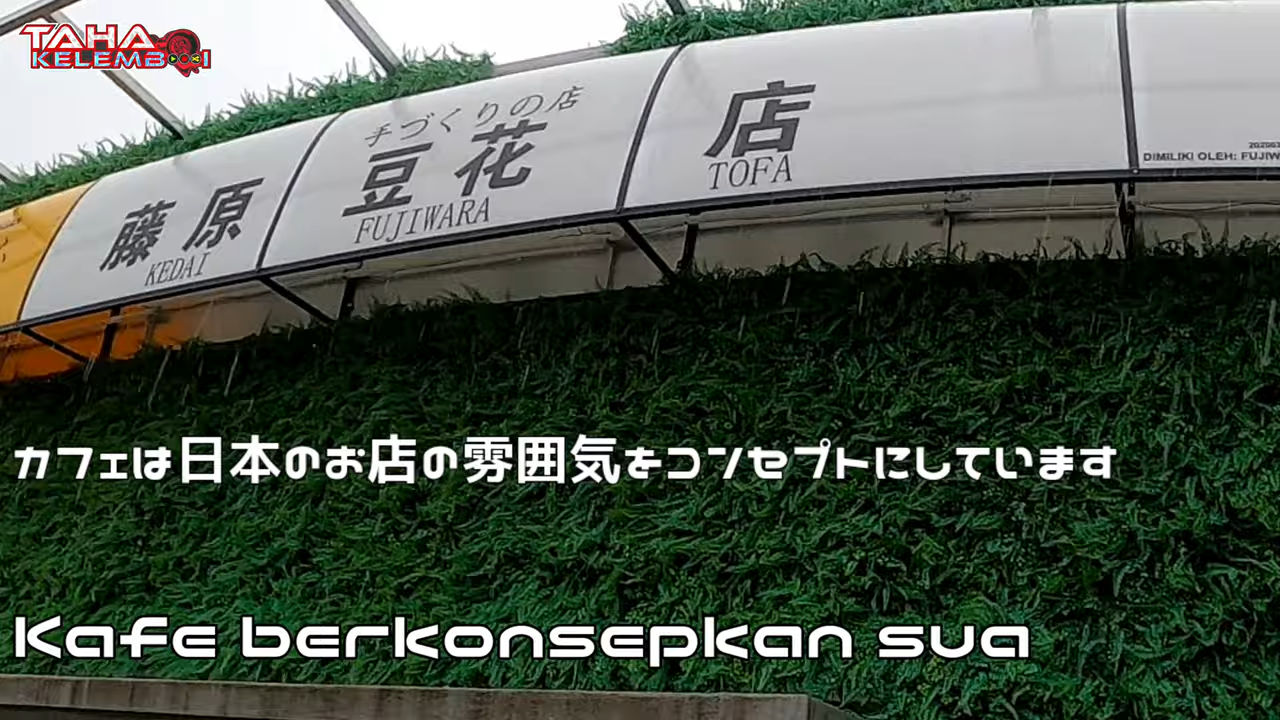 TAHA
KELEMBOOI
手づくりの店
藤原 豆花 店
KEDAI FUJIWARA TOFA
DIMILIKI OLEH: FUJIW
カフェは日本のお店の雰囲気をコンセプトにしています
Kafe berkonsepkan sua